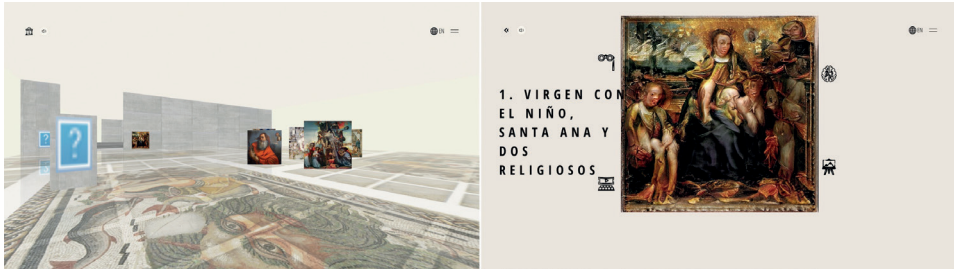 EN
?
?
EN
1. VIRGEN CON
EL NIÑO,
SANTA ANA Y
DOS
RELIGIOSOS